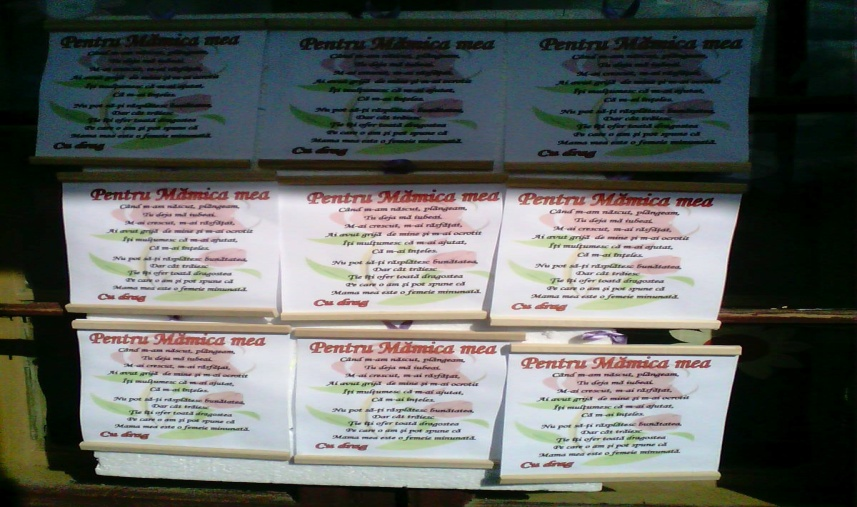 Pentru Mămica mea
Când m-am născut, plângeam,
Tu deja mă iubeai.
M-ai crescut, m-ai răsfățat,
Ai avut grijă de mine și m-ai ocrotit
Îți mulțumesc că m-ai ajutat,
Că m-ai înțeles.
Nu pot să-ți răsplătesc bunătatea.
Dar cât trăiesc
Ție îți ofer toată dragostea
Pe care o am și pot spune că
Mama mea este o femeie minunată.
Cu drag
Pentru Mămica mea
Când m-am născut, plângeam,
Tu deja mă iubeai.
M-ai crescut, m-ai răsfățat,
Ai avut grijă de mine și m-ai ocrotit
Îți mulțumesc că m-ai ajutat,
Că m-ai înțeles.
Nu pot să-ți răsplătesc bunătatea.
Dar cât trăiesc
Ție îți ofer toată dragostea
Pe care o am și pot spune că
Mama mea este o femeie minunată.
Cu drag
Pentru Mămica mea
Când m-am născut, plângeam,
Tu deja mă iubeai.
M-ai crescut, m-ai răsfățat,
Ai avut grijă de mine și m-ai ocrotit
Îți mulțumesc că m-ai ajutat,
Că m-ai înțeles.
Nu pot să-ți răsplătesc bunătatea.
Dar cât trăiesc
Ție îți ofer toată dragostea
Pe care o am și pot spune că
Mama mea este o femeie minunată.
Cu drag
Pentru Mămica mea
Când m-am născut, plângeam,
Tu deja mă iubeai.
M-ai crescut, m-ai răsfățat,
Ai avut grijă de mine și m-ai ocrotit
Îți mulțumesc că m-ai ajutat,
Că m-ai înțeles.
Nu pot să-ți răsplătesc bunătatea.
Dar cât trăiesc
Ție îți ofer toată dragostea
Pe care o am și pot spune că
Mama mea este o femeie minunată.
Cu drag
Pentru Mămica mea
Când m-am născut, plângeam,
Tu deja mă iubeai.
M-ai crescut, m-ai răsfățat,
Ai avut grijă de mine și m-ai ocrotit
Îți mulțumesc că m-ai ajutat,
Că m-ai înțeles.
Nu pot să-ți răsplătesc bunătatea.
Dar cât trăiesc
Ție îți ofer toată dragostea
Pe care o am și pot spune că
Mama mea este o femeie minunată.
Cu drag
Pentru Mămica mea
Când m-am născut, plângeam,
Tu deja mă iubeai.
M-ai crescut, m-ai răsfățat,
Ai avut grijă de mine și m-ai ocrotit
Îți mulțumesc că m-ai ajutat,
Că m-ai înțeles.
Nu pot să-ți răsplătesc bunătatea.
Dar cât trăiesc
Ție îți ofer toată dragostea
Pe care o am și pot spune că
Mama mea este o femeie minunată.
Cu drag
Pentru Mămica mea
Când m-am născut, plângeam,
Tu deja mă iubeai.
M-ai crescut, m-ai răsfățat,
Ai avut grijă de mine și m-ai ocrotit
Îți mulțumesc că m-ai ajutat,
Că m-ai înțeles.
Nu pot să-ți răsplătesc bunătatea.
Dar cât trăiesc
Ție îți ofer toată dragostea
Pe care o am și pot spune că
Mama mea este o femeie minunată.
Cu drag
Pentru Mămica mea
Când m-am născut, plângeam,
Tu deja mă iubeai.
M-ai crescut, m-ai răsfățat,
Ai avut grijă de mine și m-ai ocrotit
Îți mulțumesc că m-ai ajutat,
Că m-ai înțeles.
Nu pot să-ți răsplătesc bunătatea.
Dar cât trăiesc
Ție îți ofer toată dragostea
Pe care o am și pot spune că
Mama mea este o femeie minunată.
Cu drag
Pentru Mămica mea
Când m-am născut, plângeam,
Tu deja mă iubeai.
M-ai crescut, m-ai răsfățat,
Ai avut grijă de mine și m-ai ocrotit
Îți mulțumesc că m-ai ajutat,
Că m-ai înțeles.
Nu pot să-ți răsplătesc bunătatea.
Dar cât trăiesc
Ție îți ofer toată dragostea
Pe care o am și pot spune că
Mama mea este o femeie minunată.
Cu drag